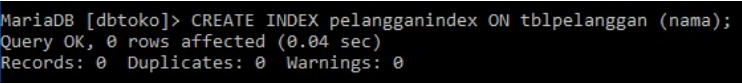 MariaDB [dbtoko]> CREATE INDEX pelangganindex ON tblpelanggan (nama);
Query OK, 0 rows affected (0.04 sec)
Records: 0  Duplicates: 0  Warnings: 0